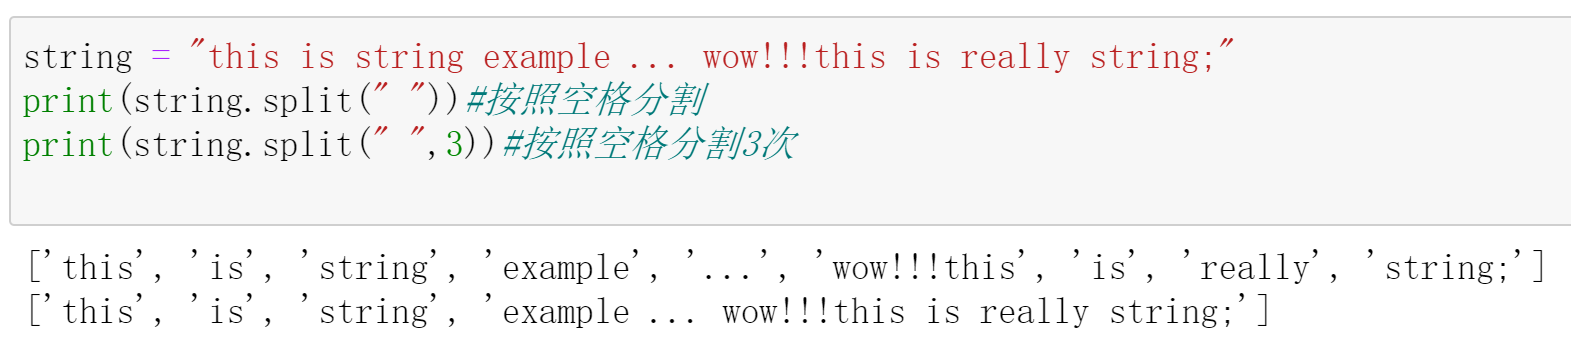 string = "this is string example ... wow!!!this is really string;"
print(string.split(" "))#按照空格分割
print(string.split(" ",3))#按照空格分割3次
['this', 'is', 'string', 'example', '...', 'wow!!!this', 'is', 'really', 'string;']
['this', 'is', 'string', 'example ... wow!!!this is really string;']